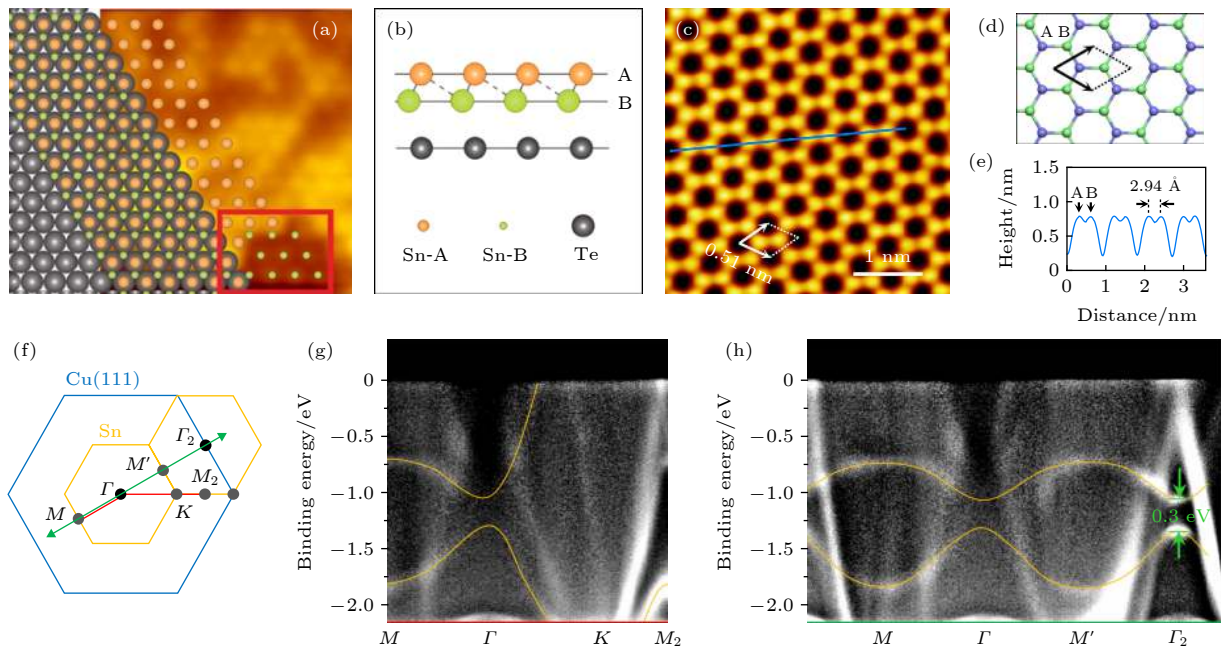 (a)
(b)
A
B
Sn-A Sn-B Te
(c)
0.51 nm
1 nm
(d)
A B
(e)
1.5
1.0
0.5
0
Height/nm
A B
2.94 Å
0 1 2 3
Distance/nm
(f)
Cu(111)
Sn
Γ2
M′
M2
Γ
M
K
(g)
Binding energy/eV
0
−0.5
−1.0
−1.5
−2.0
M Γ K M2
(h)
Binding energy/eV
0
−0.5
−1.0
−1.5
−2.0
0.3 eV
M Γ M′ Γ2